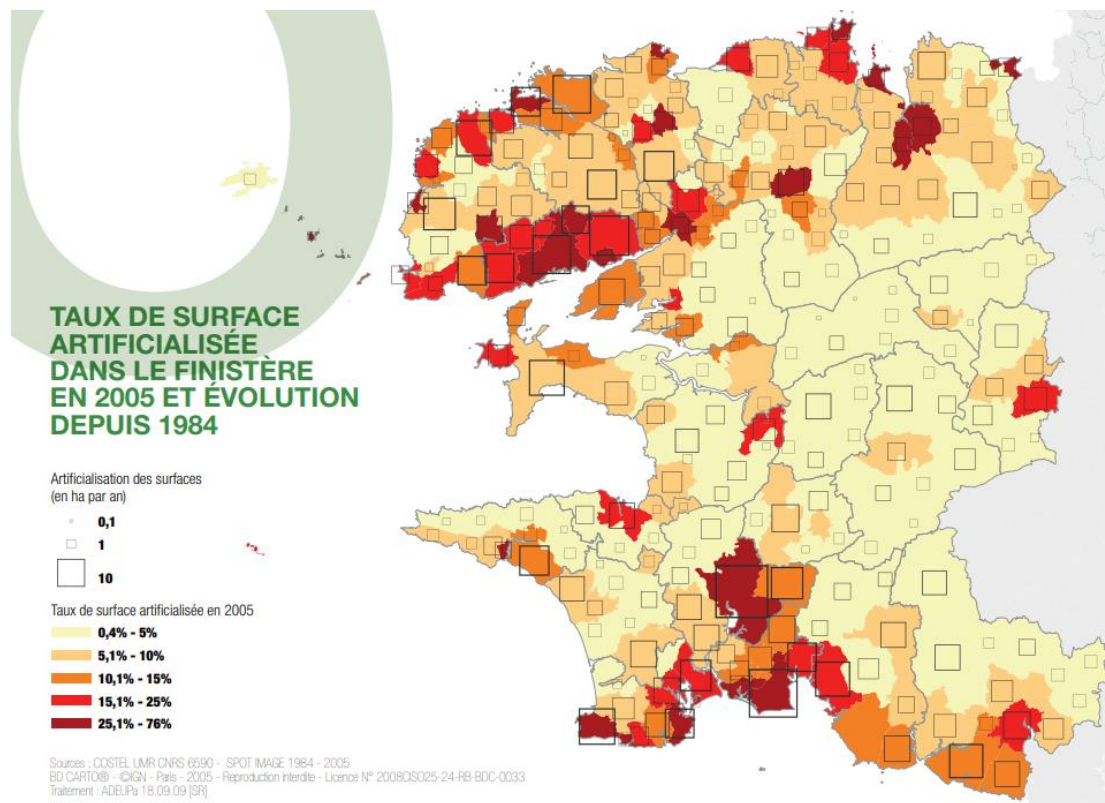 TAUX DE SURFACE
ARTIFICIALISÉE
DANS LE FINISTÈRE
EN 2005 ET ÉVOLUTION
DEPUIS 1984
Artificialisation des surfaces
(en ha par an)
0,1
1
10
Taux de surface artificialisée en 2005
0,4% - 5%
5,1% - 10%
10,1% - 15%
15,1% - 25%
25,1% - 76%
Sources : COSTEL UMR CNRS 6590 - SPOT IMAGE 1984 - 2005
BD CARTO® - ©IGN - Paris - 2005 - Reproduction interdite - Licence N° 2008CISO25-24-RB-BDC-0033
Traitement : ADEUPa 18.09.09 [SR]